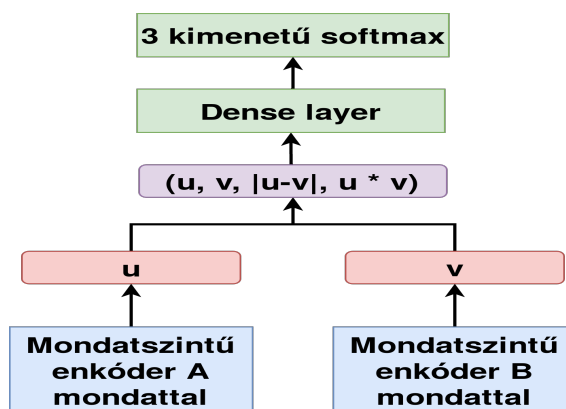 3 kimenetű softmax
Dense layer
(u, v, |u-v|, u * v)
u
v
Mondatszintű
enkóder A
mondattal
Mondatszintű
enkóder B
mondattal